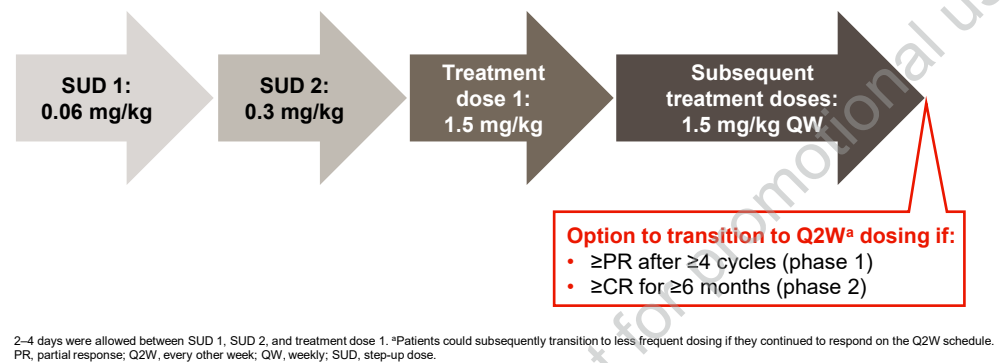 SUD 1:
0.06 mg/kg
SUD 2:
0.3 mg/kg
Treatment
dose 1:
1.5 mg/kg
Subsequent
treatment doses:
1.5 mg/kg QW
Option to transition to Q2Wᵃ dosing if:
• ≥PR after ≥4 cycles (phase 1)
• ≥CR for ≥6 months (phase 2)
2–4 days were allowed between SUD 1, SUD 2, and treatment dose 1. ᵃPatients could subsequently transition to less frequent dosing if they continued to respond on the Q2W schedule.
PR, partial response; Q2W, every other week; QW, weekly; SUD, step-up dose.
for promotional